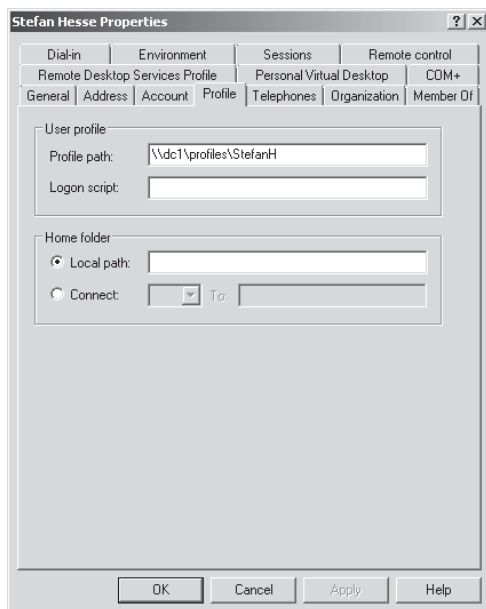 Stefan Hesse Properties ? X
Dial-in Environment Sessions Remote control
Remote Desktop Services Profile Personal Virtual Desktop COM+
General Address Account Profile Telephones Organization Member Of
User profile
Profile path: \\dc1\profiles\StefanH
Logon script:
Home folder
Local path:
Connect: To:
OK Cancel Apply Help